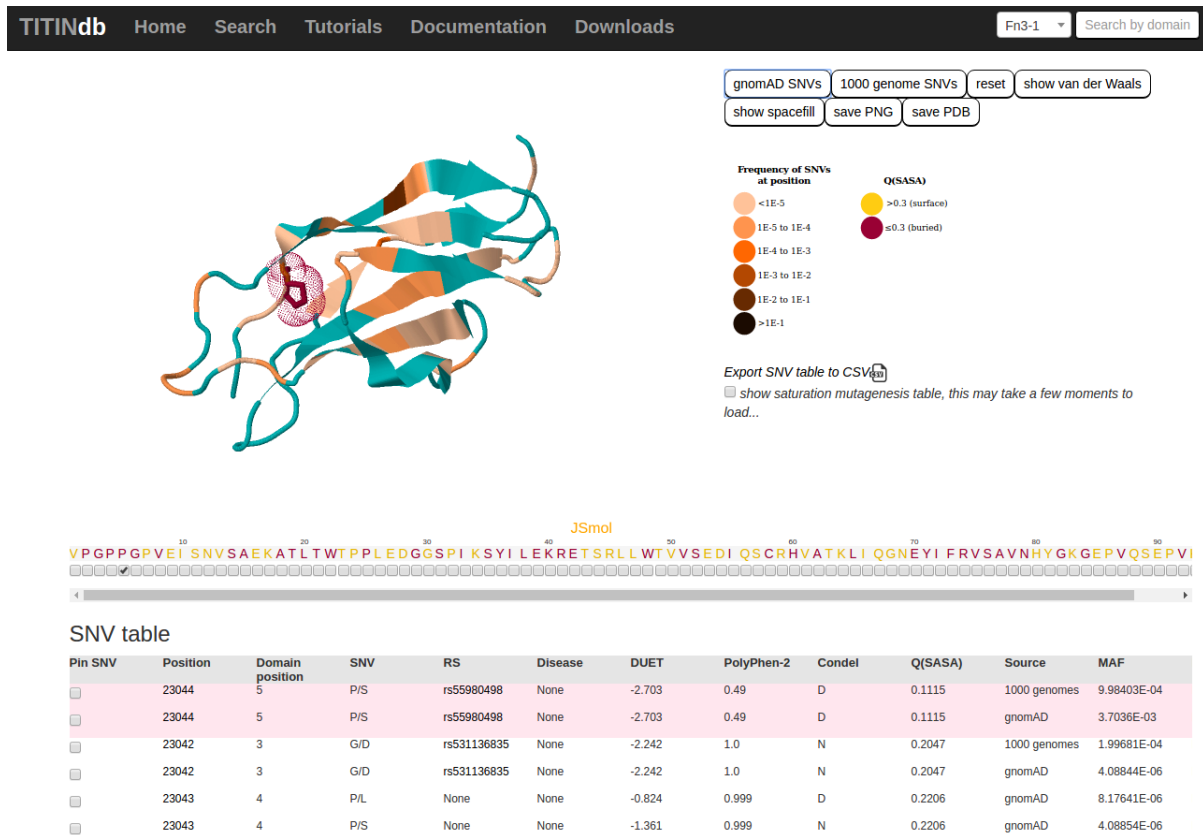 TITINdb Home Search Tutorials Documentation Downloads Fn3-1 Search by domain
gnomAD SNVs 1000 genome SNVs reset show van der Waals
show spacefill save PNG save PDB
Frequency of SNVs
at position
Q(SASA)
<1E-5 >0.3 (surface)
1E-5 to 1E-4 ≤0.3 (buried)
1E-4 to 1E-3
1E-3 to 1E-2
1E-2 to 1E-1
>1E-1
Export SNV table to CSV
show saturation mutagenesis table, this may take a few moments to
load...
JSmol
10 20 30 40 50 60 70 80 90
VPGPPGPVEISNVSAEKATLTWTPPLEDGGSPIKSYILEKRETSRLLWTVVSEDIQSCRHVATKLIQGNEYIFRVSAVNHYGKGEPVQSEPVI
SNV table
Pin SNV Position Domain position SNV RS Disease DUET PolyPhen-2 Condel Q(SASA) Source MAF
23044 5 P/S rs55980498 None -2.703 0.49 D 0.1115 1000 genomes 9.98403E-04
23044 5 P/S rs55980498 None -2.703 0.49 D 0.1115 gnomAD 3.7036E-03
23042 3 G/D rs531136835 None -2.242 1.0 N 0.2047 1000 genomes 1.99681E-04
23042 3 G/D rs531136835 None -2.242 1.0 N 0.2047 gnomAD 4.08844E-06
23043 4 P/L None None -0.824 0.999 D 0.2206 gnomAD 8.17641E-06
23043 4 P/S None None -1.361 0.999 N 0.2206 gnomAD 4.08854E-06